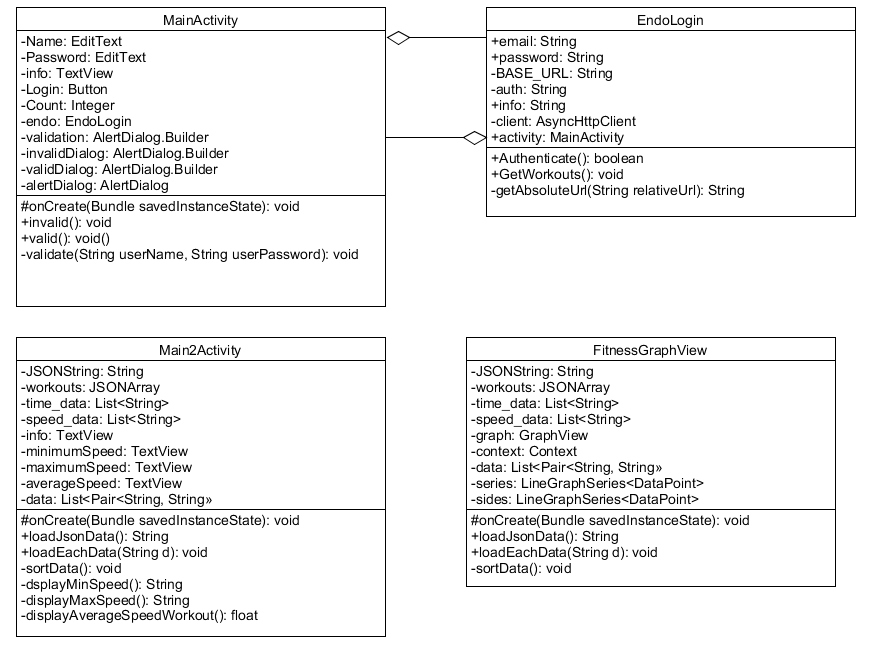 MainActivity
-Name: EditText
-Password: EditText
-info: TextView
-Login: Button
-Count: Integer
-endo: EndoLogin
-validation: AlertDialog.Builder
-invalidDialog: AlertDialog.Builder
-validDialog: AlertDialog.Builder
-alertDialog: AlertDialog
#onCreate(Bundle savedInstanceState): void
+invalid(): void
+valid(): void()
-validate(String userName, String userPassword): void
EndoLogin
+email: String
+password: String
-BASE_URL: String
-auth: String
+info: String
-client: AsyncHttpClient
+activity: MainActivity
+Authenticate(): boolean
+GetWorkouts(): void
-getAbsoluteUrl(String relativeUrl): String
Main2Activity
-JSONString: String
-workouts: JSONArray
-time_data: List<String>
-speed_data: List<String>
-info: TextView
-minimumSpeed: TextView
-maximumSpeed: TextView
-averageSpeed: TextView
-data: List<Pair<String, String»
#onCreate(Bundle savedInstanceState): void
+loadJsonData(): String
+loadEachData(String d): void
-sortData(): void
-dsplayMinSpeed(): String
-displayMaxSpeed(): String
-displayAverageSpeedWorkout(): float
FitnessGraphView
-JSONString: String
-workouts: JSONArray
-time_data: List<String>
-speed_data: List<String>
-graph: GraphView
-context: Context
-data: List<Pair<String, String»
-series: LineGraphSeries<DataPoint>
-sides: LineGraphSeries<DataPoint>
#onCreate(Bundle savedInstanceState): void
+loadJsonData(): String
+loadEachData(String d): void
-sortData(): void